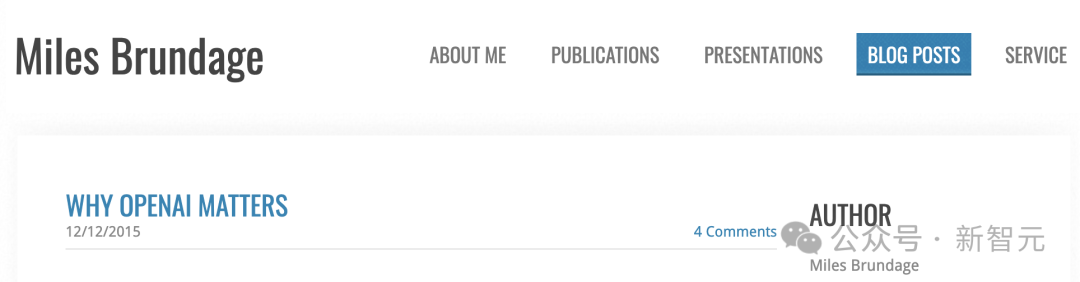 Miles Brundage
ABOUT ME PUBLICATIONS PRESENTATIONS BLOG POSTS SERVICE
WHY OPENAI MATTERS
12/12/2015 4 Comments
AUTHOR
公众号 · 新智元
Miles Brundage